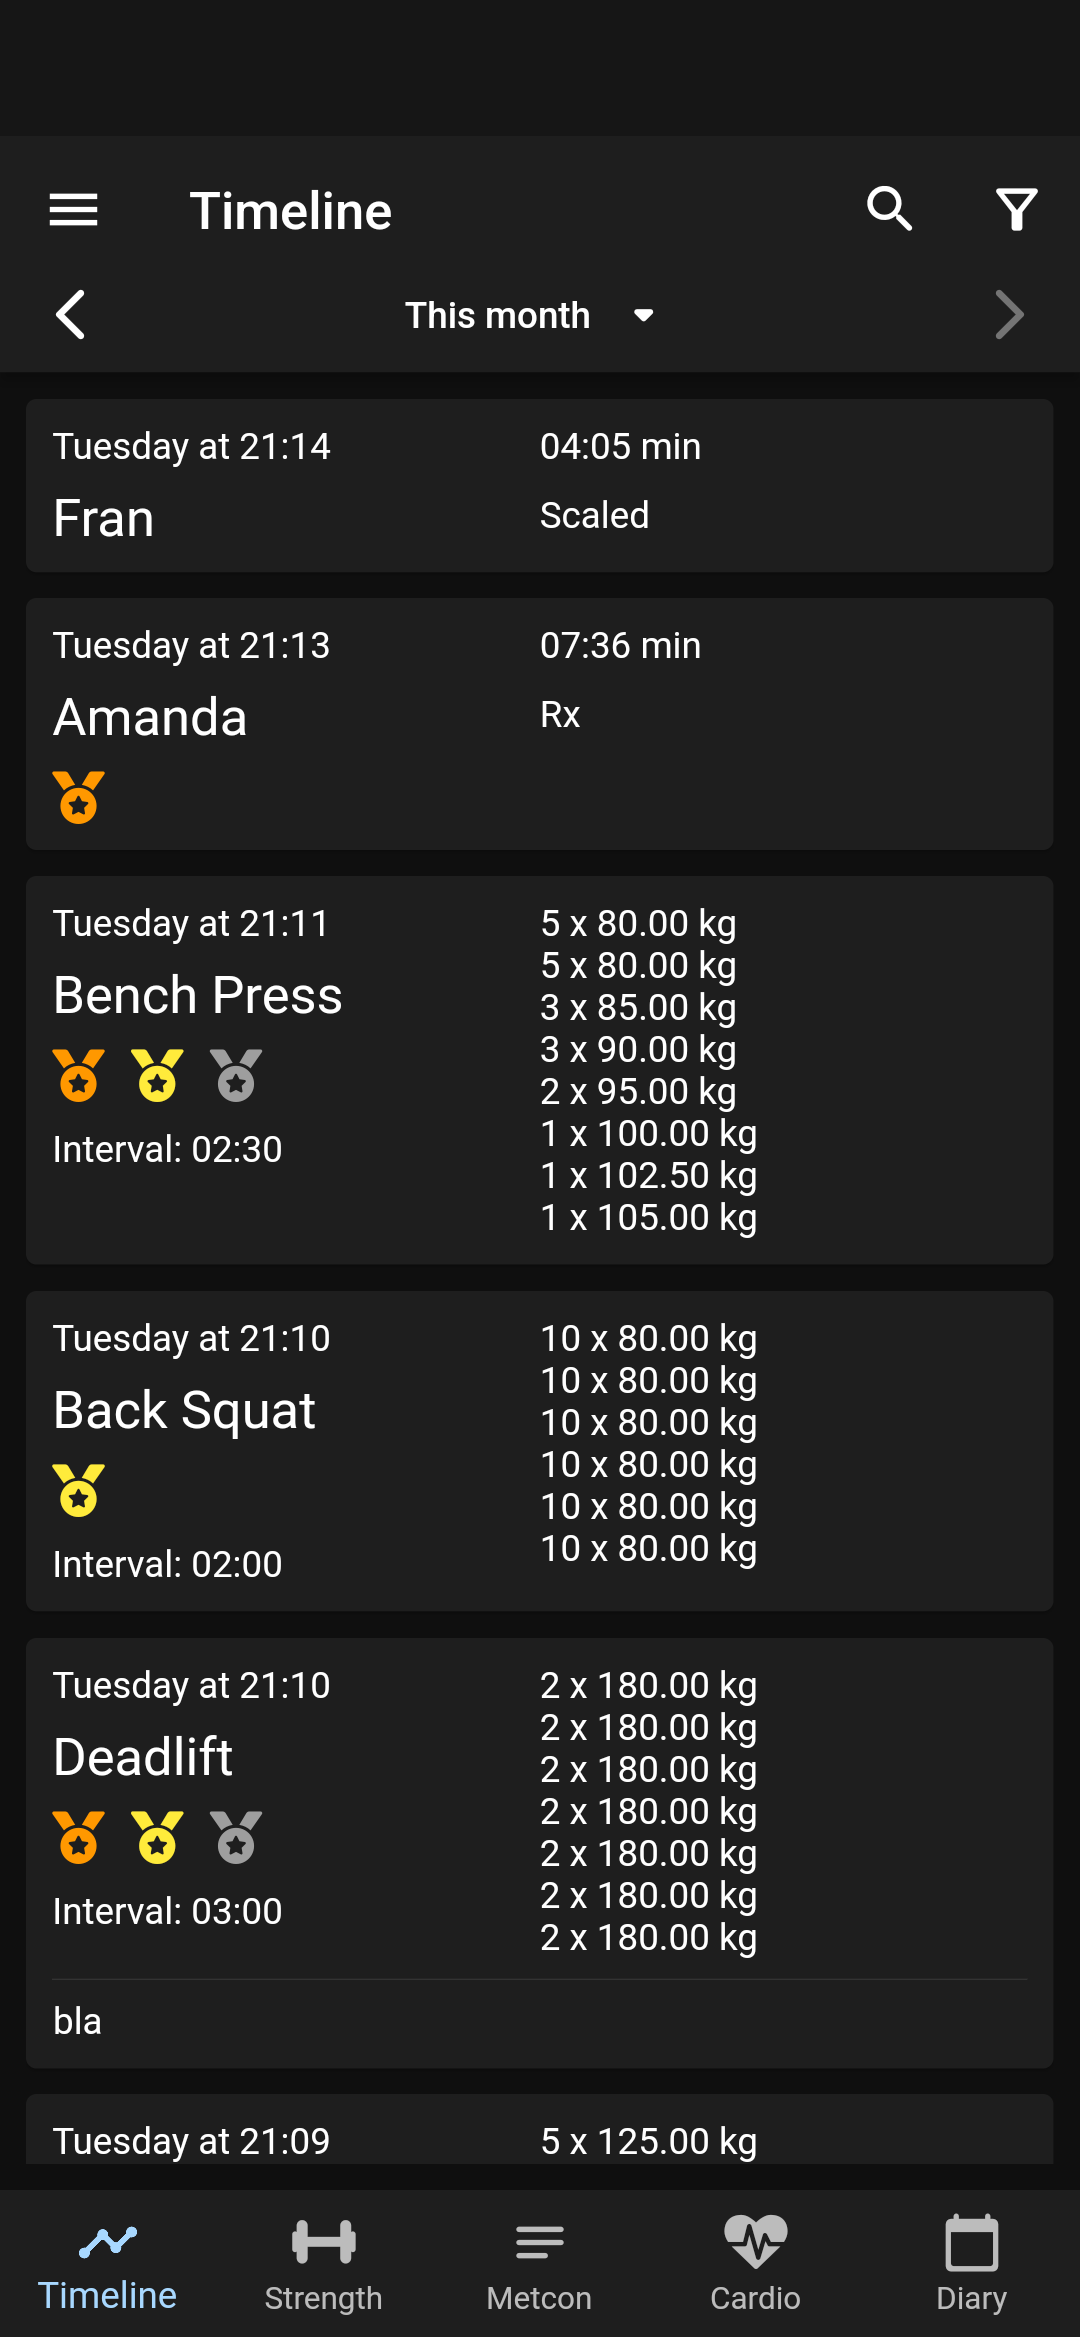 Timeline
This month
Tuesday at 21:14
04:05 min
Fran
Scaled
Tuesday at 21:13
07:36 min
Amanda
Rx
Tuesday at 21:11
Bench Press
Interval: 02:30
5 x 80.00 kg
5 x 80.00 kg
3 x 85.00 kg
3 x 90.00 kg
2 x 95.00 kg
1 x 100.00 kg
1 x 102.50 kg
1 x 105.00 kg
Tuesday at 21:10
Back Squat
Interval: 02:00
10 x 80.00 kg
10 x 80.00 kg
10 x 80.00 kg
10 x 80.00 kg
10 x 80.00 kg
10 x 80.00 kg
Tuesday at 21:10
Deadlift
Interval: 03:00
2 x 180.00 kg
2 x 180.00 kg
2 x 180.00 kg
2 x 180.00 kg
2 x 180.00 kg
2 x 180.00 kg
2 x 180.00 kg
bla
Tuesday at 21:09
5 x 125.00 kg
Timeline
Strength
Metcon
Cardio
Diary